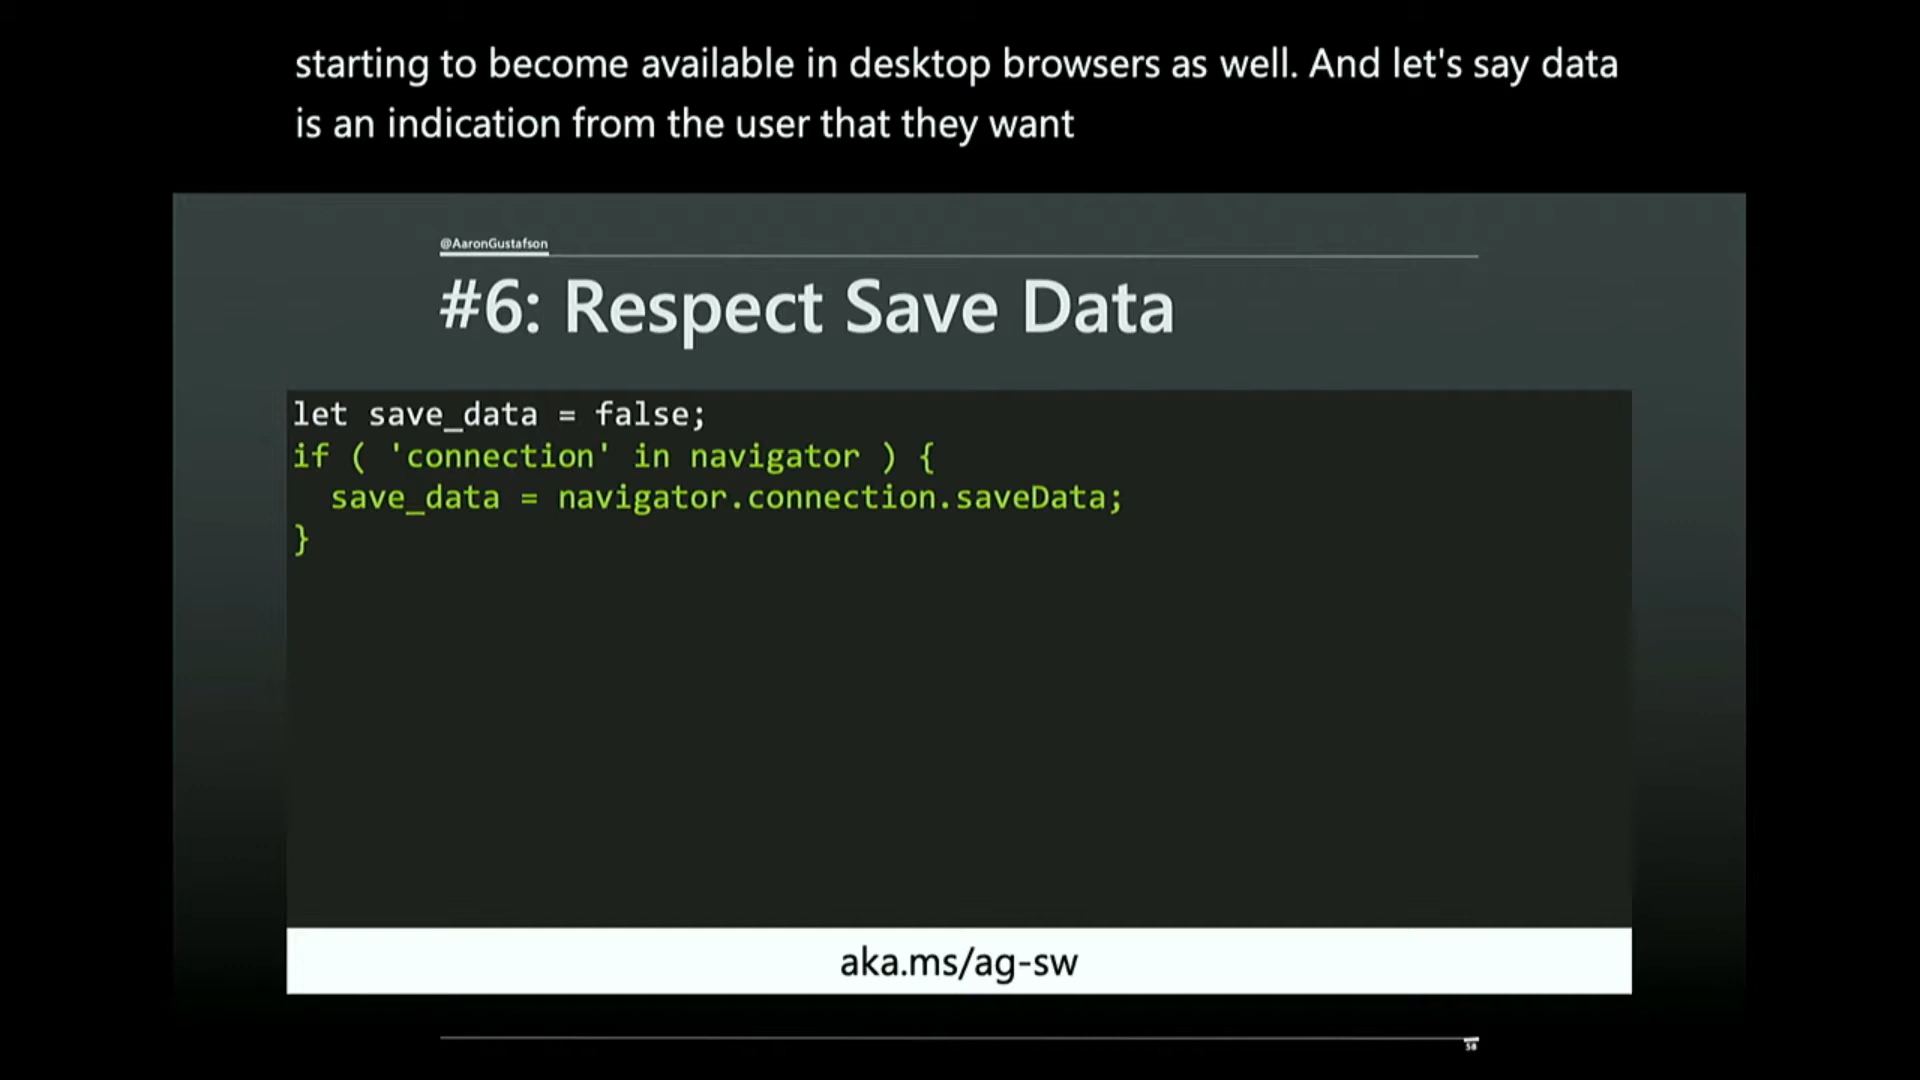 starting to become available in desktop browsers as well. And let's say data
is an indication from the user that they want
@AaronGustafson
#6: Respect Save Data
let save_data = false;
if ( 'connection' in navigator ) {
  save_data = navigator.connection.saveData;
}
aka.ms/ag-sw
58